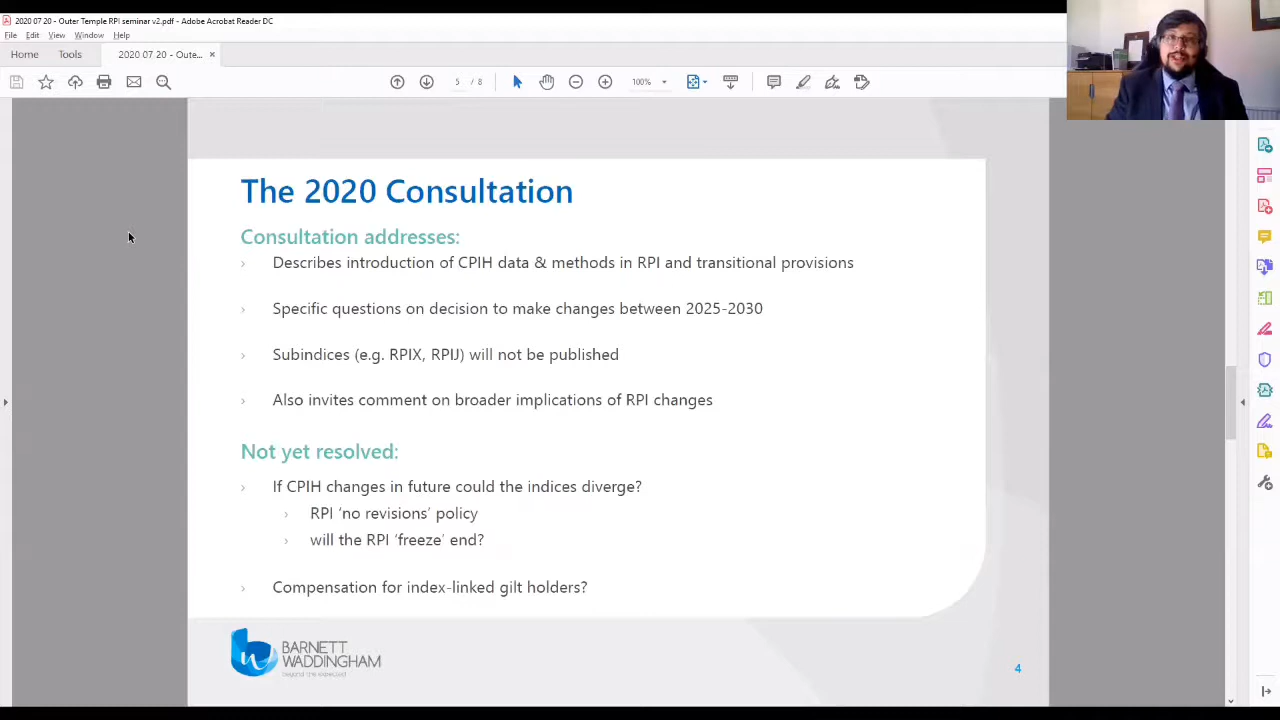 2020 07 20 - Outer Temple RPI seminar v2.pdf - Adobe Acrobat Reader DC
File Edit View Window Help
Home Tools 2020 07 20 - Oute... ×
5 / 8 100%
The 2020 Consultation
Consultation addresses:
› Describes introduction of CPIH data & methods in RPI and transitional provisions
› Specific questions on decision to make changes between 2025-2030
› Subindices (e.g. RPIX, RPIJ) will not be published
› Also invites comment on broader implications of RPI changes
Not yet resolved:
› If CPIH changes in future could the indices diverge?
› RPI ‘no revisions’ policy
› will the RPI ‘freeze’ end?
› Compensation for index-linked gilt holders?
BARNETT
WADDINGHAM
4